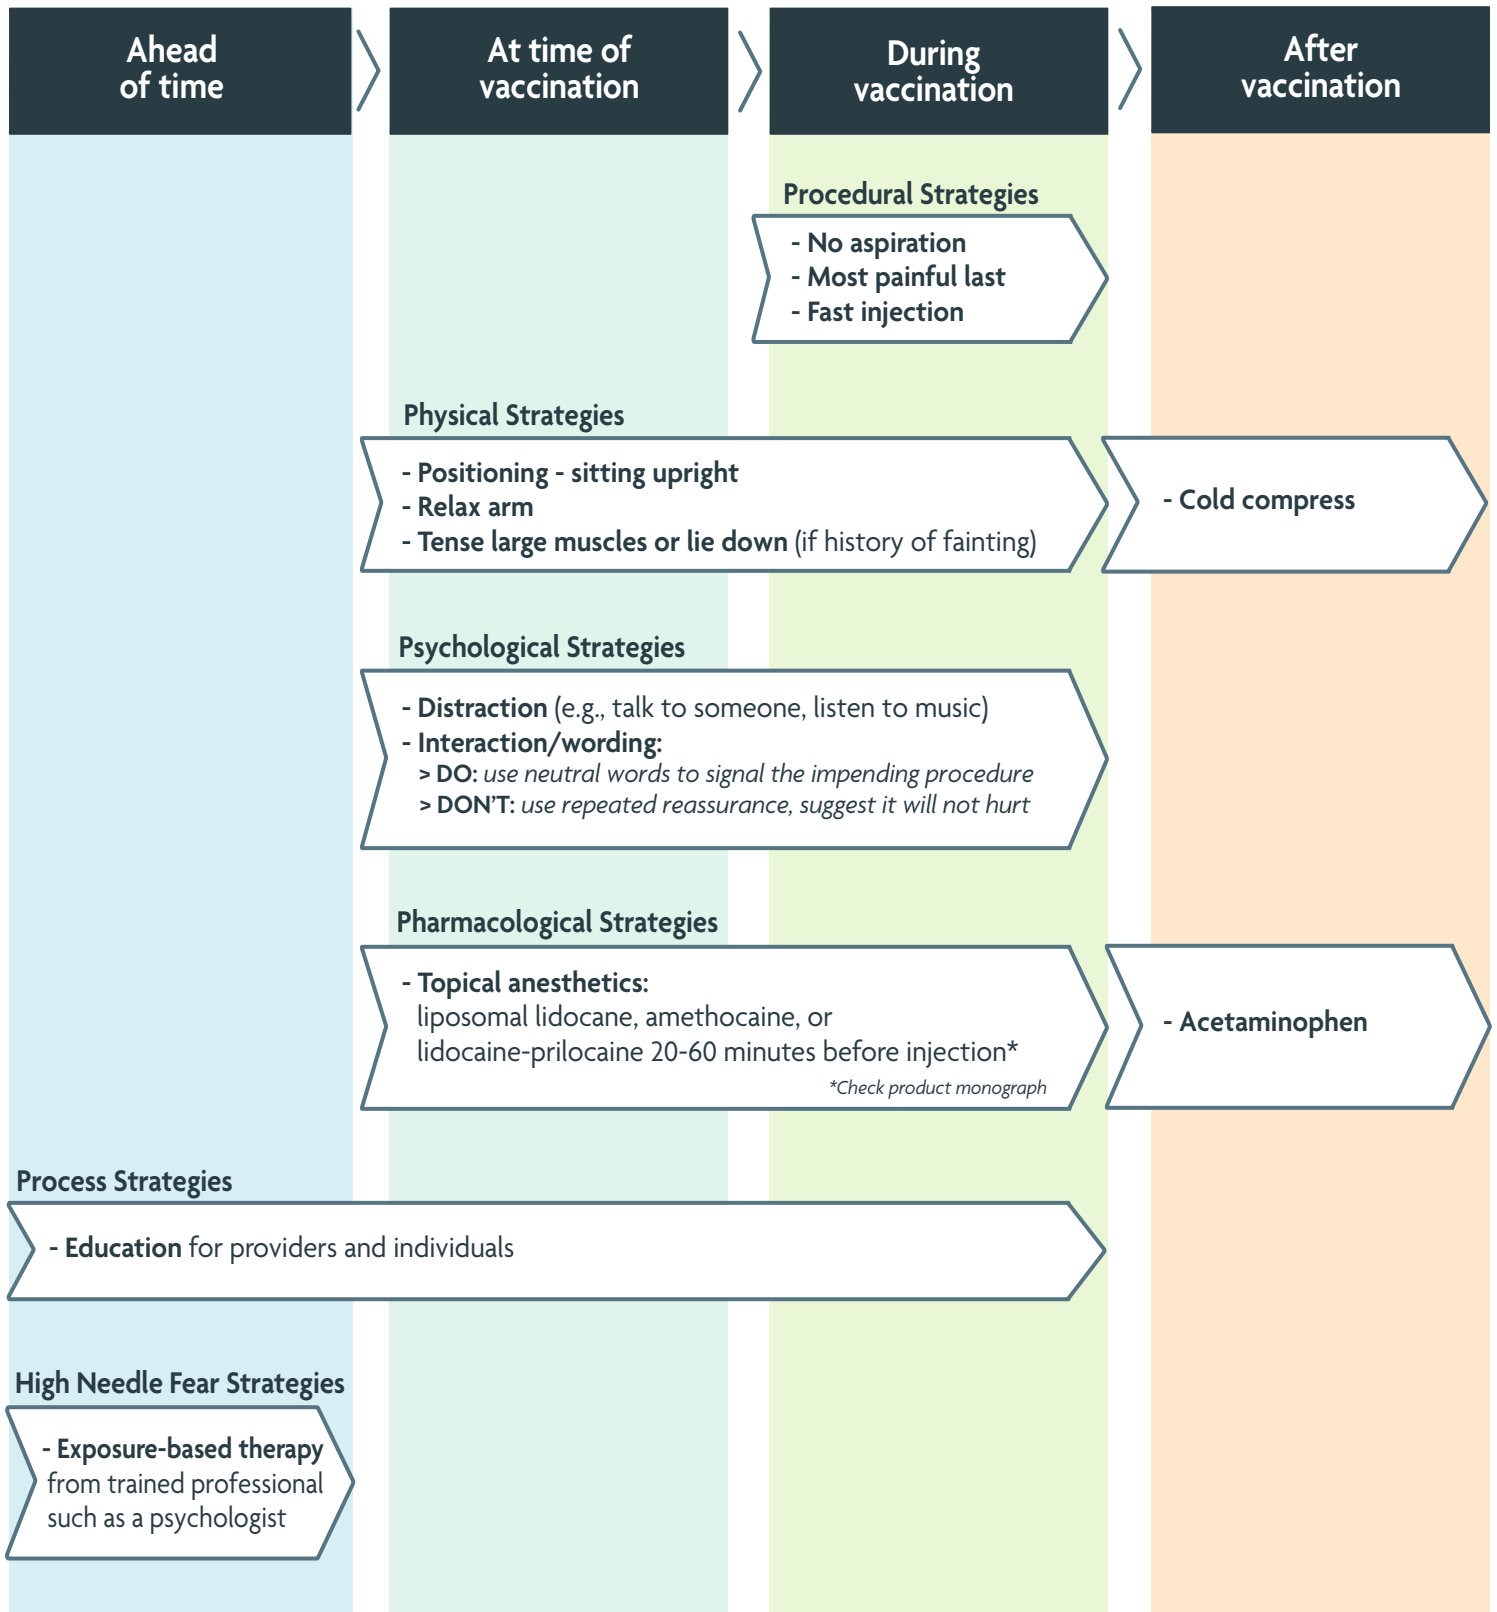 Ahead
of time
At time of
vaccination
During
vaccination
After
vaccination
Procedural Strategies
- No aspiration
- Most painful last
- Fast injection
Physical Strategies
- Positioning - sitting upright
- Relax arm
- Tense large muscles or lie down (if history of fainting)
- Cold compress
Psychological Strategies
- Distraction (e.g., talk to someone, listen to music)
- Interaction/wording:
> DO: use neutral words to signal the impending procedure
> DON'T: use repeated reassurance, suggest it will not hurt
Pharmacological Strategies
- Topical anesthetics:
liposomal lidocane, amethocaine, or
lidocaine-prilocaine 20-60 minutes before injection*
*Check product monograph
- Acetaminophen
Process Strategies
- Education for providers and individuals
High Needle Fear Strategies
- Exposure-based therapy
from trained professional
such as a psychologist